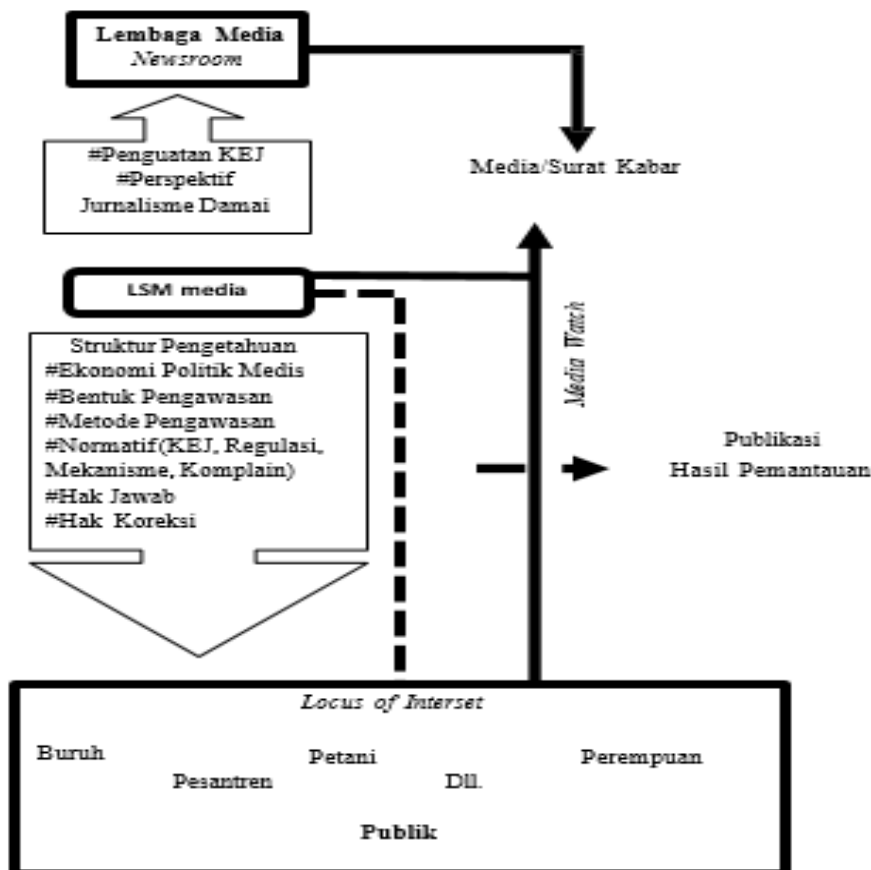 Lembaga Media
Newsroom
#Penguatan KEJ
#Perspektif
Jurnalisme Damai
Media/Surat Kabar
LSM media
Struktur Pengetahuan
#Ekonomi Politik Medis
#Bentuk Pengawasan
#Metode Pengawasan
#Normatif (KEJ, Regulasi,
Mekanisme, Komplain)
#Hak Jawab
#Hak Koreksi
Media Watch
Publikasi
Hasil Pemantauan
Locus of Interset
Buruh
Petani
Perempuan
Pesantren
Dll.
Publik